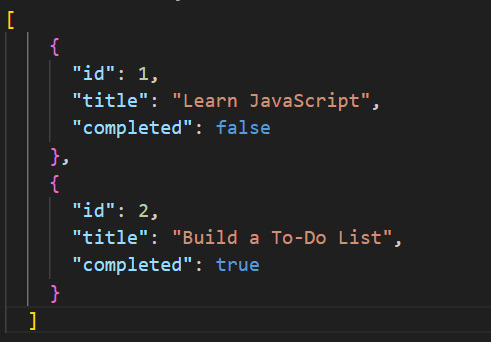 [
    {
      "id": 1,
      "title": "Learn JavaScript",
      "completed": false
    },
    {
      "id": 2,
      "title": "Build a To-Do List",
      "completed": true
    }
  ]